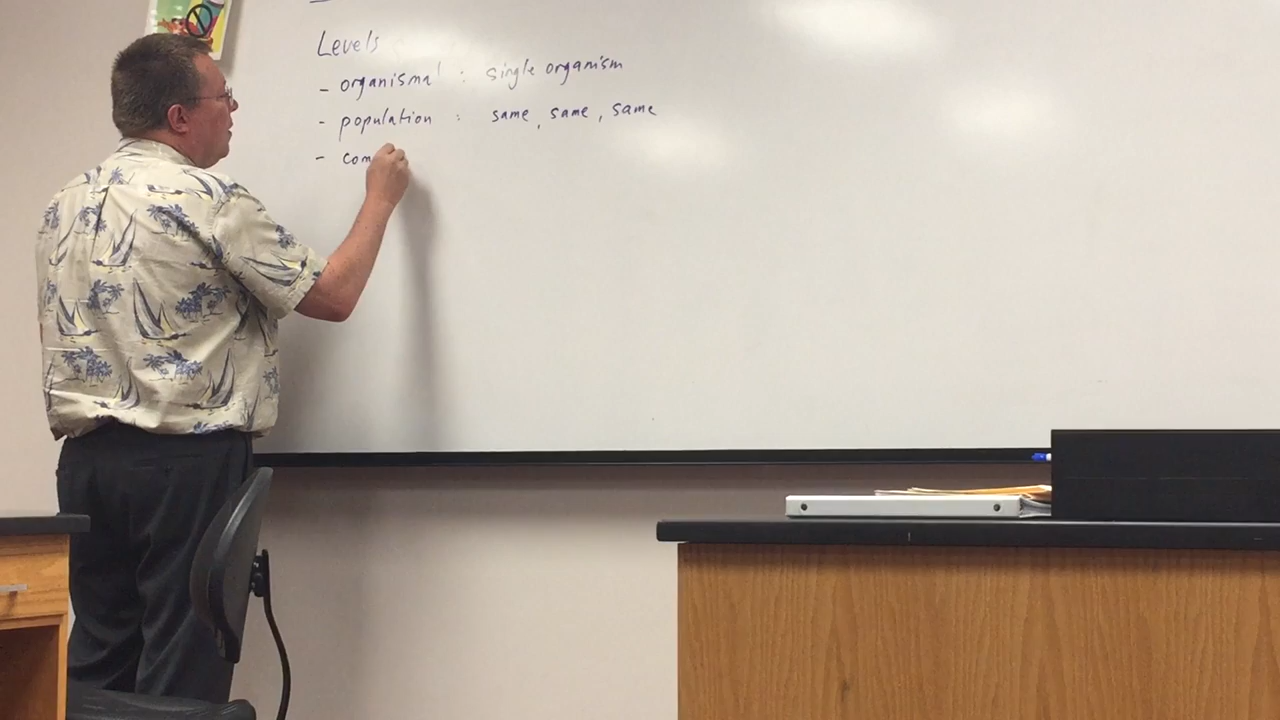 Levels
- organismal : single organism
- population : same, same, same
- com